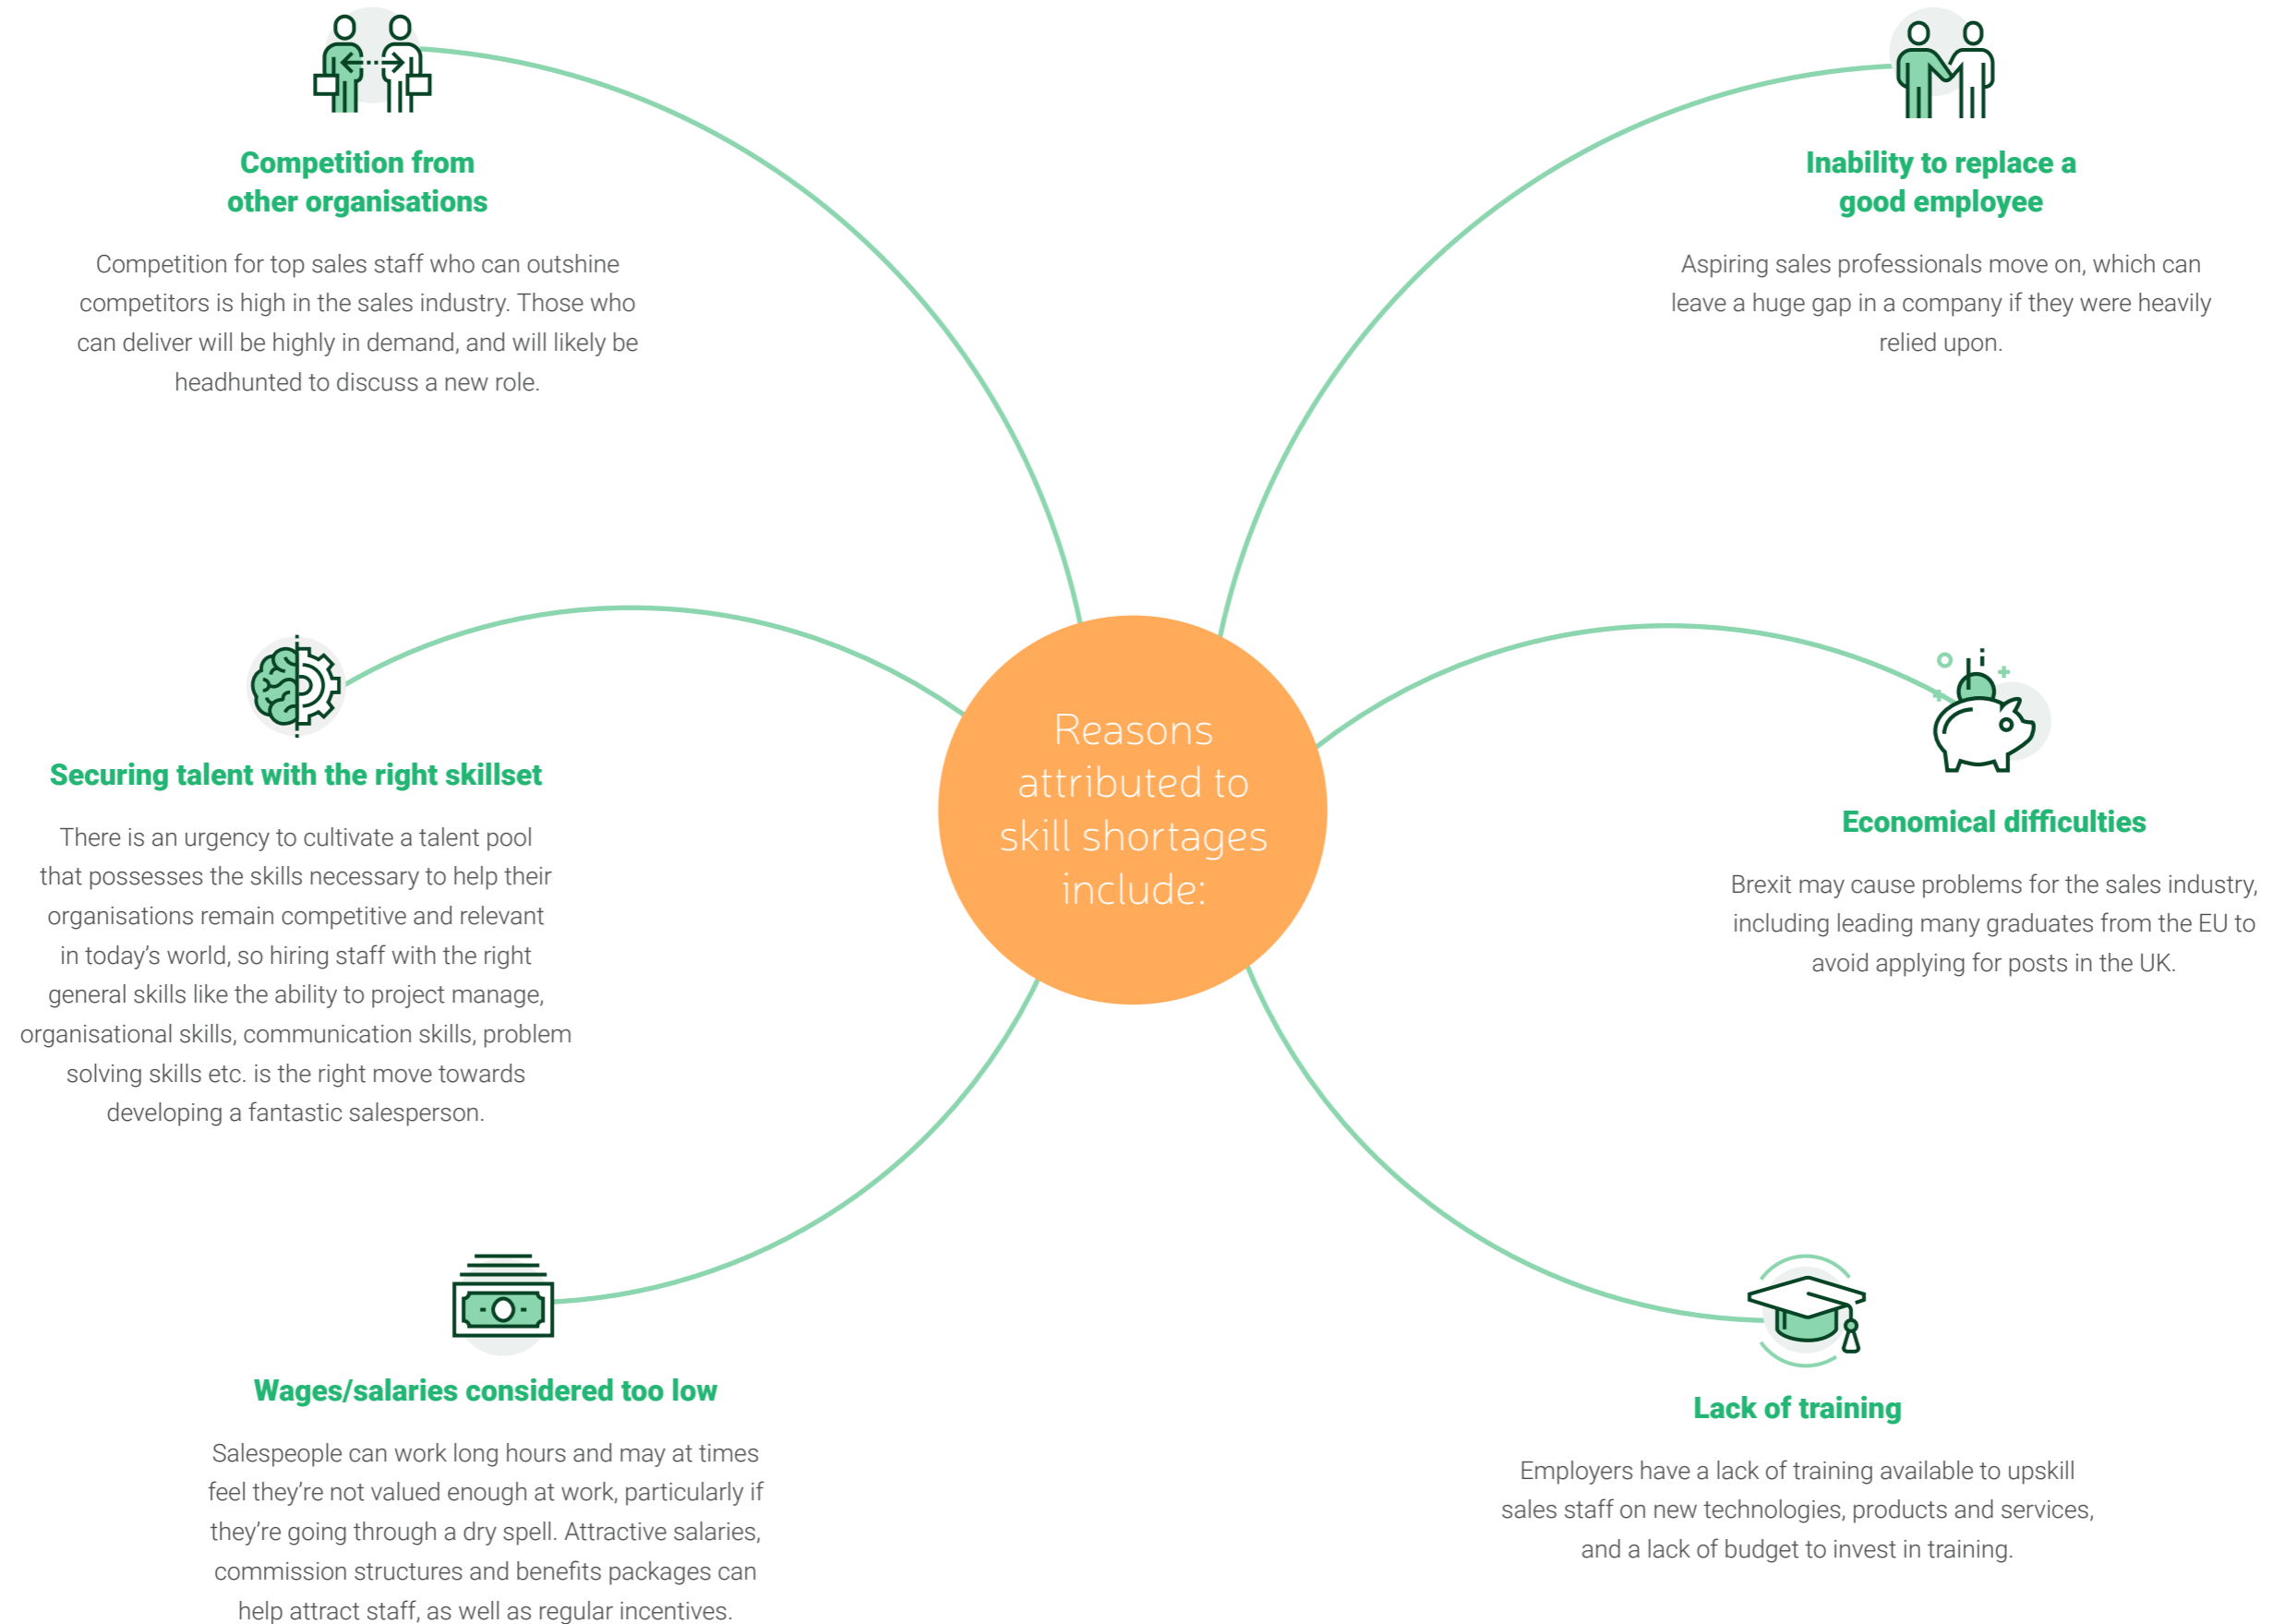 Competition from
other organisations
Competition for top sales staff who can outshine
competitors is high in the sales industry. Those who
can deliver will be highly in demand, and will likely be
headhunted to discuss a new role.
Inability to replace a
good employee
Aspiring sales professionals move on, which can
leave a huge gap in a company if they were heavily
relied upon.
Reasons
attributed to
skill shortages
include:
Securing talent with the right skillset
There is an urgency to cultivate a talent pool
that possesses the skills necessary to help their
organisations remain competitive and relevant
in today’s world, so hiring staff with the right
general skills like the ability to project manage,
organisational skills, communication skills, problem
solving skills etc. is the right move towards
developing a fantastic salesperson.
Economical difficulties
Brexit may cause problems for the sales industry,
including leading many graduates from the EU to
avoid applying for posts in the UK.
Wages/salaries considered too low
Salespeople can work long hours and may at times
feel they’re not valued enough at work, particularly if
they’re going through a dry spell. Attractive salaries,
commission structures and benefits packages can
help attract staff, as well as regular incentives.
Lack of training
Employers have a lack of training available to upskill
sales staff on new technologies, products and services,
and a lack of budget to invest in training.